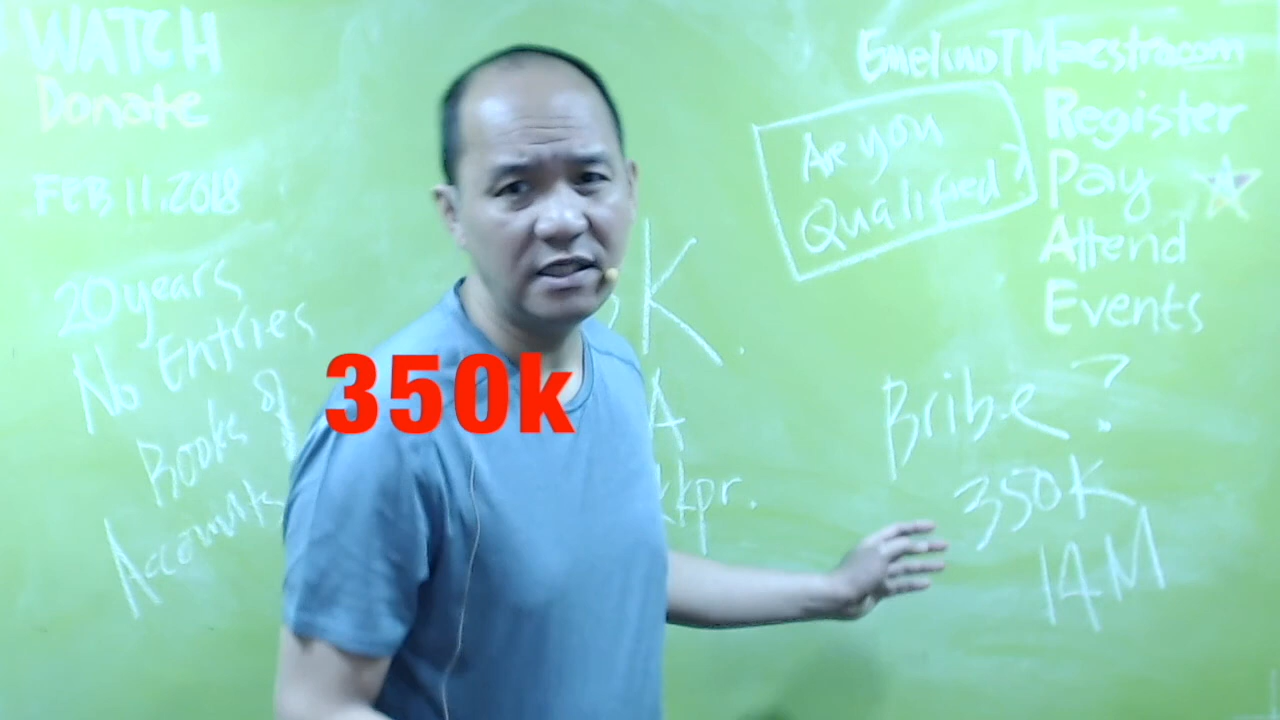 WATCH
Donate
FEB 11, 2018
20 years
No Entries
Books of
Accounts
350k
K.
A
kpr.
EmelinoTMaestro.com
Are you
Qualified?
Register
Pay
Attend
Events
Bribe?
350K
14M